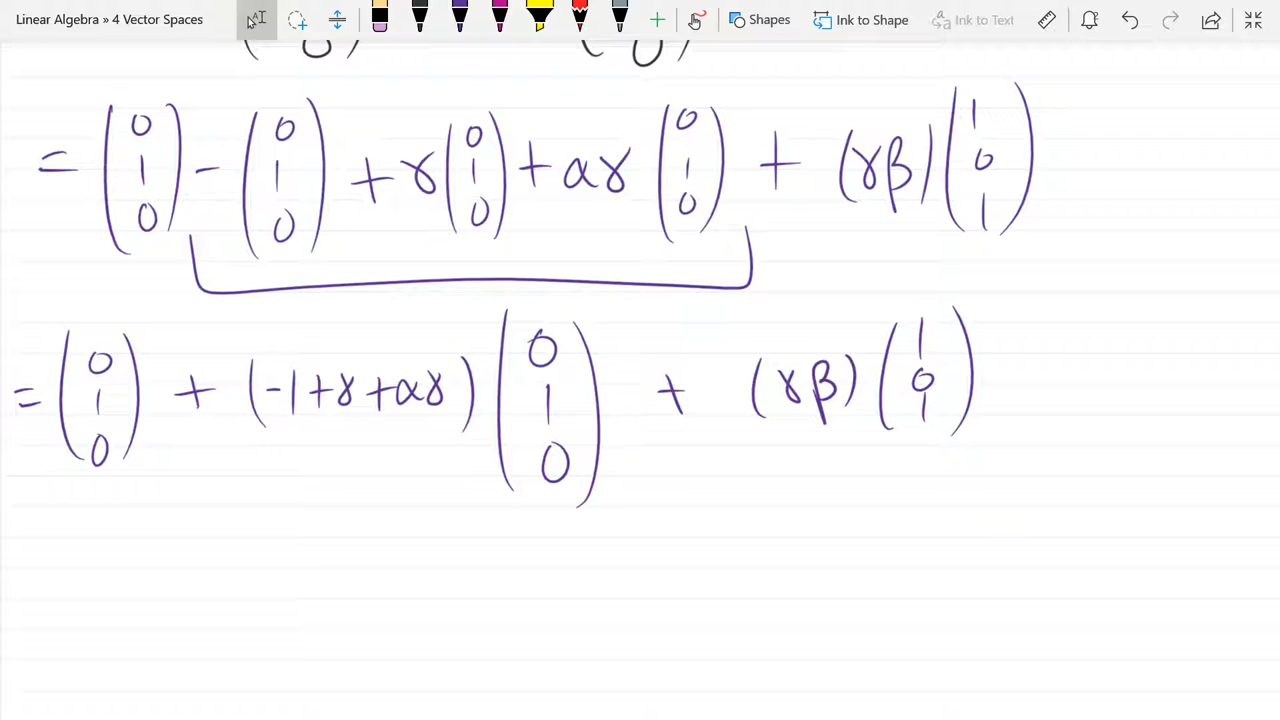 Linear Algebra » 4 Vector Spaces Shapes Ink to Shape Ink to Text
= (0 1 0) - (0 1 0) + γ (0 1 0) + αγ (0 1 0) + (γβ) (1 0 1)
= (0 1 0) + (-1+γ+αγ) (0 1 0) + (γβ) (1 0 1)